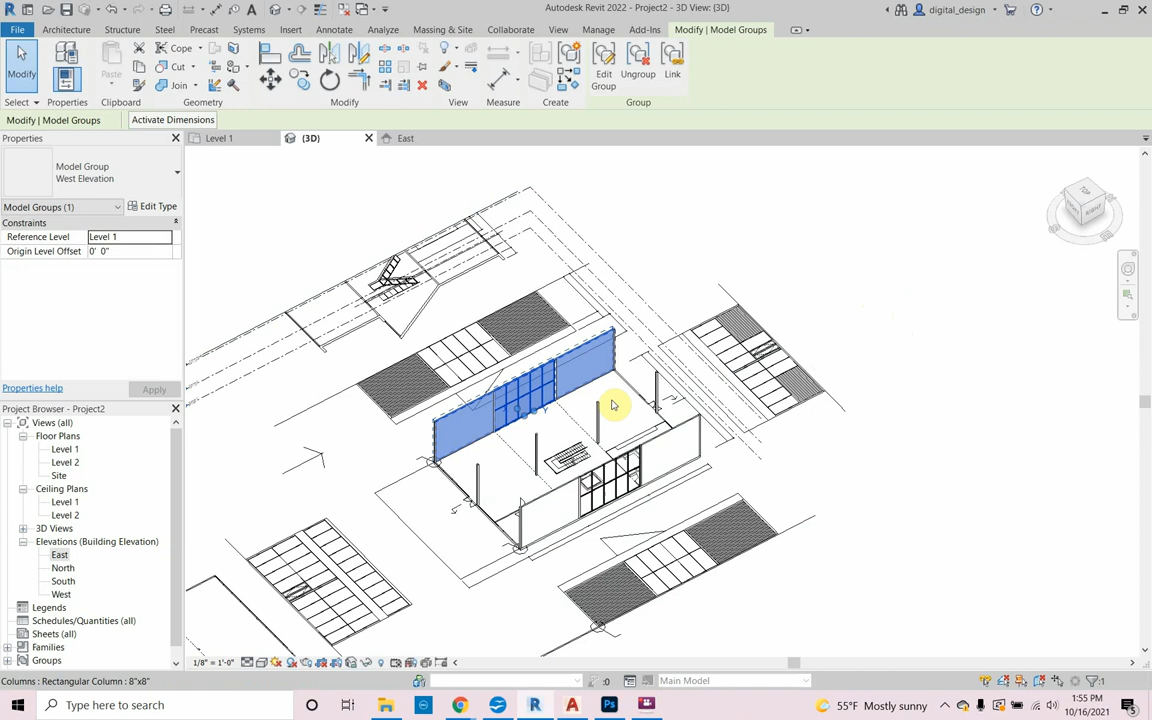 Autodesk Revit 2022 - Project2 - 3D View: {3D}
digital_design
File Architecture Structure Steel Precast Systems Insert Annotate Analyze Massing & Site Collaborate View Manage Add-Ins Modify | Model Groups
Modify
Paste
Cope
Cut
Join
Edit Group
Ungroup
Link
Select Properties Clipboard Geometry Modify View Measure Create Group
Modify | Model Groups Activate Dimensions
Properties
Level 1 (3D) East
Model Group
West Elevation
Model Groups (1) Edit Type
Constraints
Reference Level Level 1
Origin Level Offset 0' 0"
Properties help Apply
Project Browser - Project2
Views (all)
Floor Plans
Level 1
Level 2
Site
Ceiling Plans
Level 1
Level 2
3D Views
Elevations (Building Elevation)
East
North
South
West
Legends
Schedules/Quantities (all)
Sheets (all)
Families
Groups
TOP
RIGHT
1/8" = 1'-0"
Columns : Rectangular Column : 8"x8" :0 Main Model :1
Type here to search
55°F Mostly sunny
1:55 PM
10/16/2021